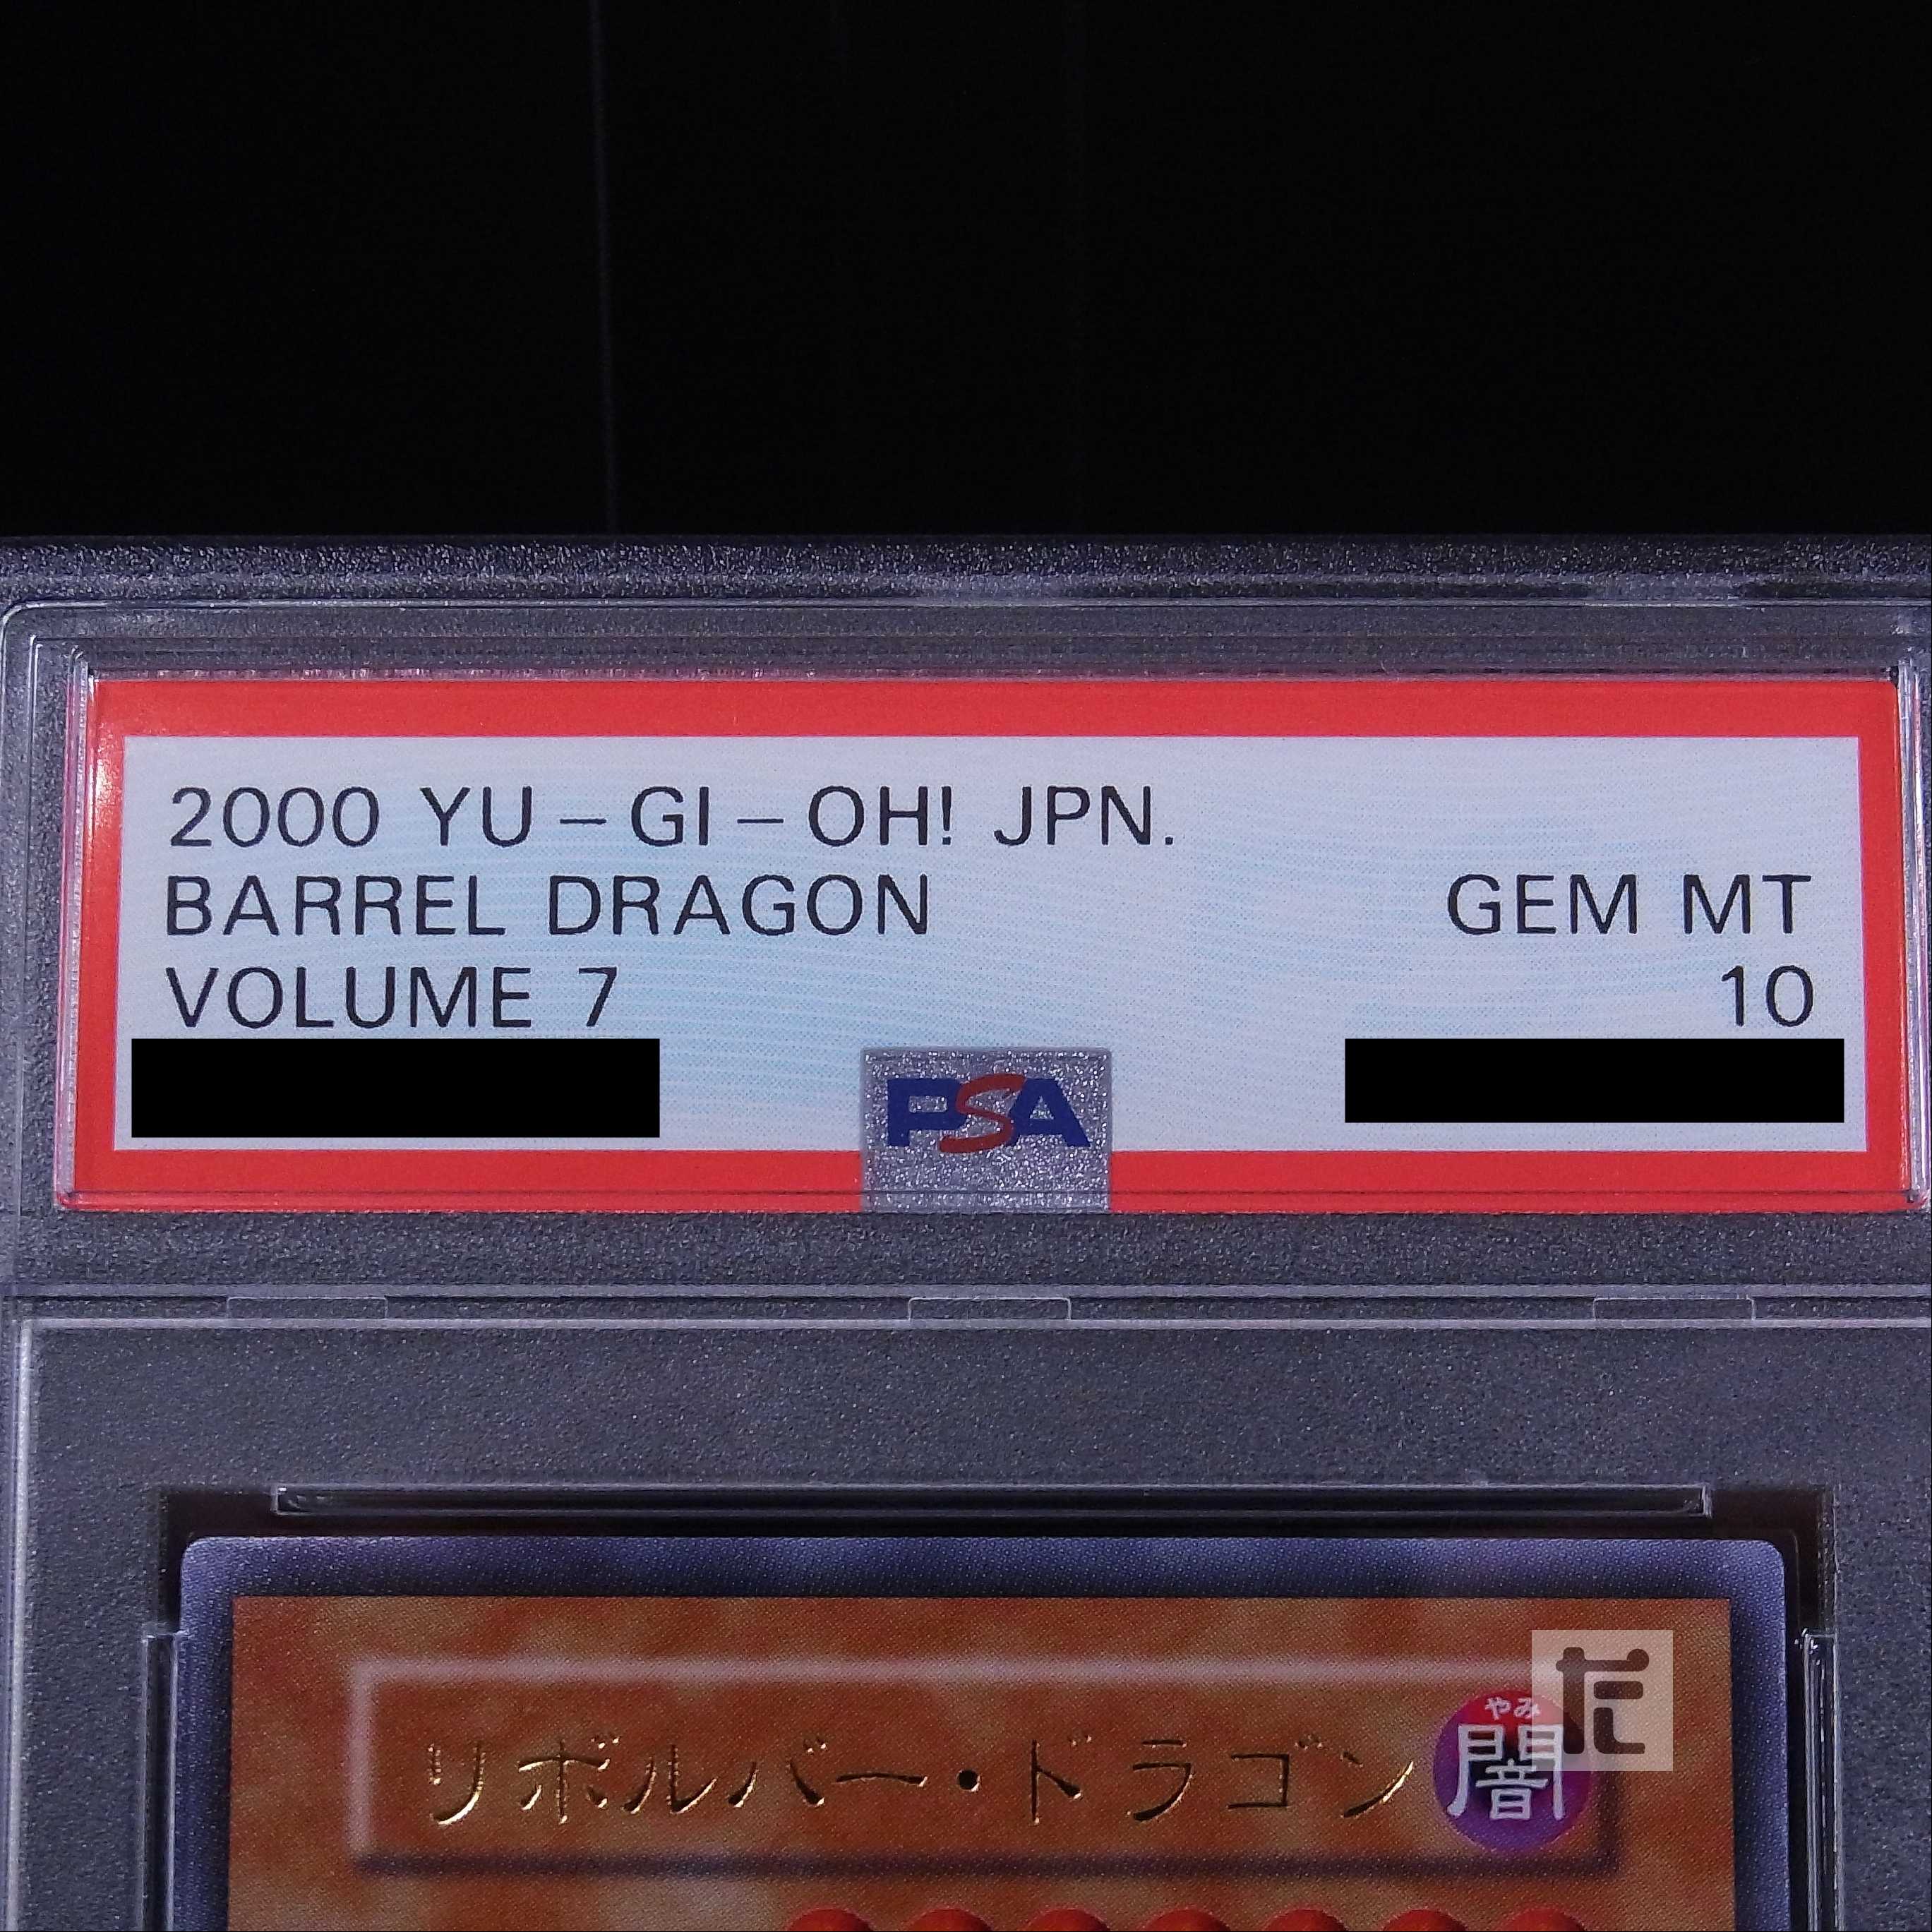 2000 YU-GI-OH! JPN.
BARREL DRAGON
GEM MT
VOLUME 7
10
PSA
リボルバー・ドラゴン
やみ
闇